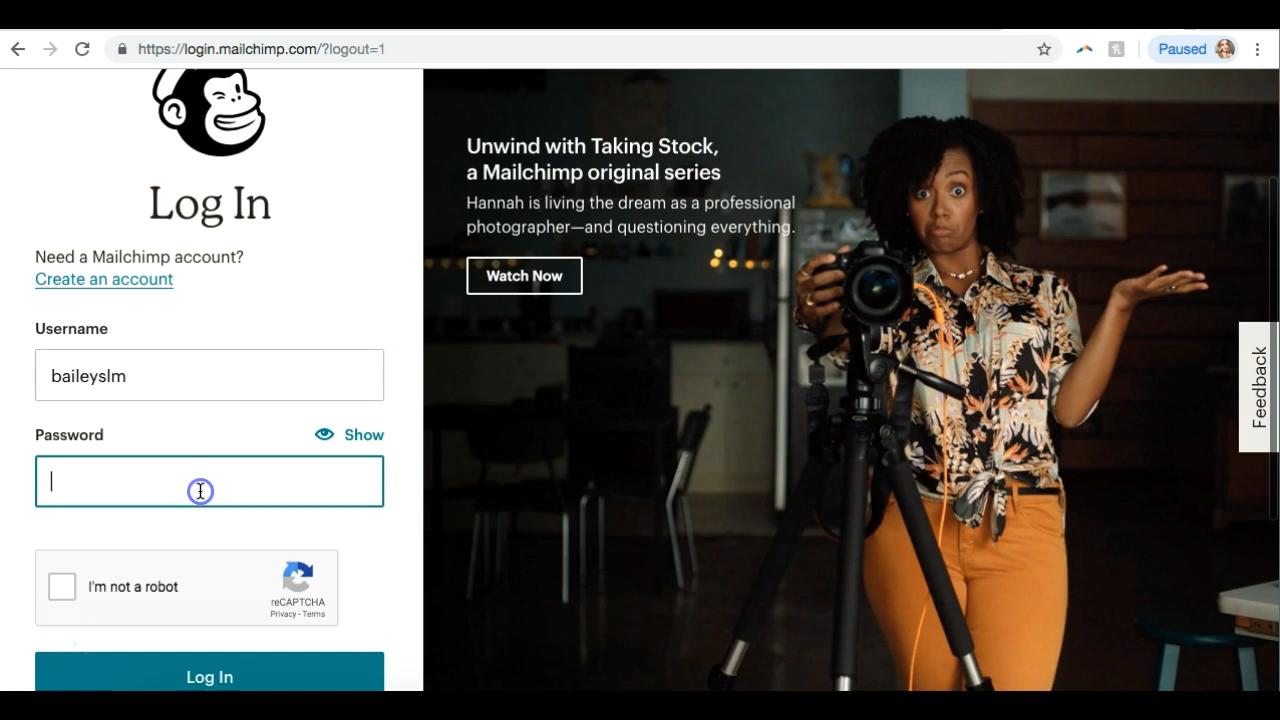 https://login.mailchimp.com/?logout=1
Paused
Log In
Need a Mailchimp account?
Create an account
Username
baileyslm
Password
Show
I'm not a robot
reCAPTCHA
Privacy - Terms
Log In
Unwind with Taking Stock,
a Mailchimp original series
Hannah is living the dream as a professional
photographer—and questioning everything.
Watch Now
Feedback